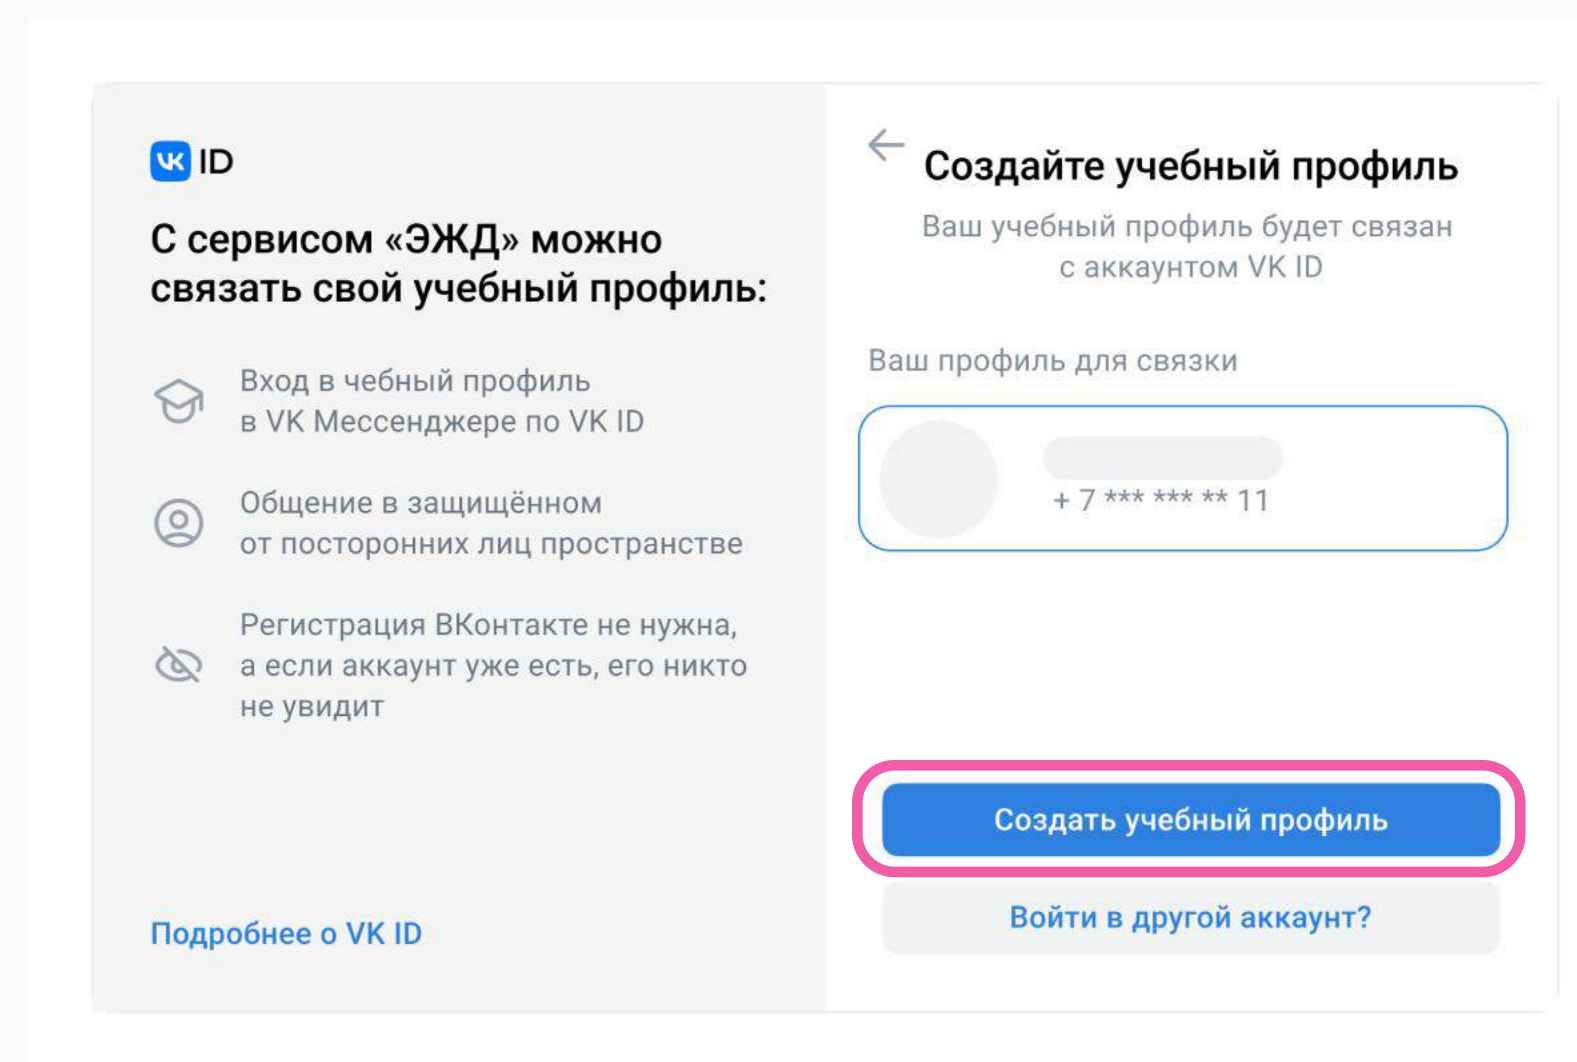 VK ID
С сервисом «ЭЖД» можно
связать свой учебный профиль:
Вход в чебный профиль
в VK Мессенджере по VK ID
Общение в защищённом
от посторонних лиц пространстве
Регистрация ВКонтакте не нужна,
а если аккаунт уже есть, его никто
не увидит
Подробнее о VK ID
Создайте учебный профиль
Ваш учебный профиль будет связан
с аккаунтом VK ID
Ваш профиль для связки
+ 7 *** *** ** 11
Создать учебный профиль
Войти в другой аккаунт?